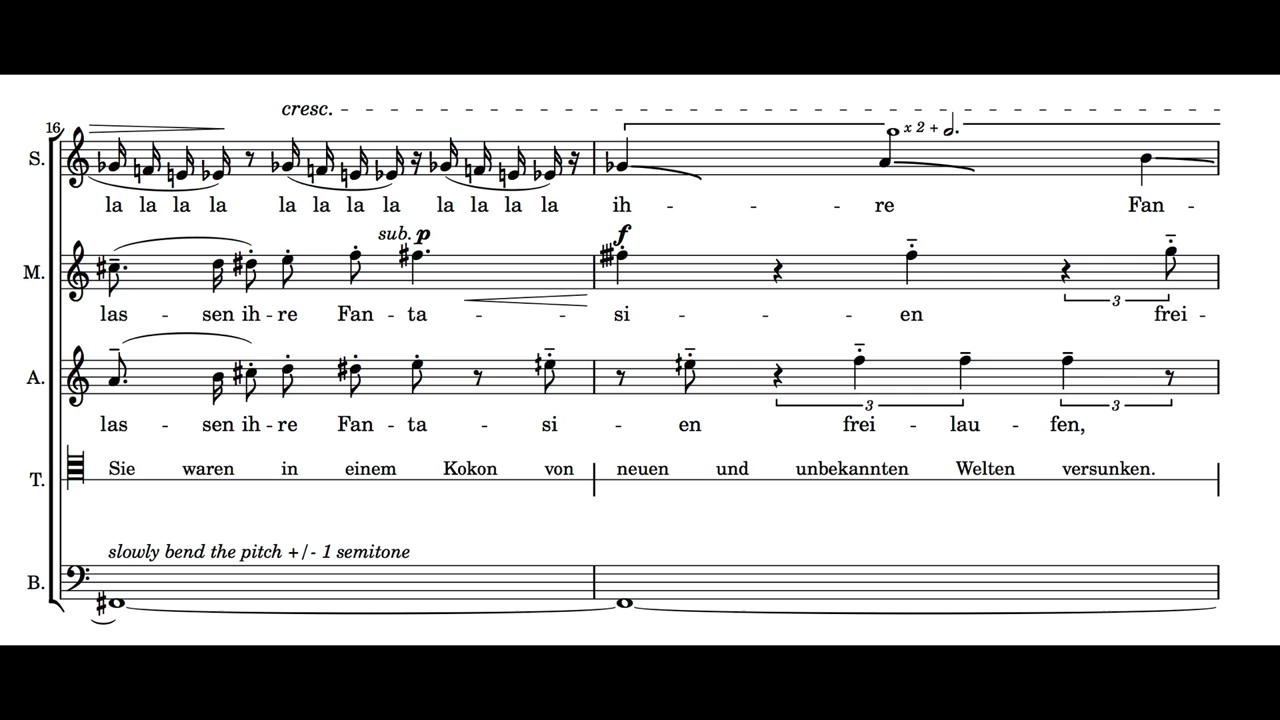 cresc.
16
x 2 +
S.
la la la la la la la la la la la la ih - - - re Fan -
sub. p f
M.
3
las - sen ih - re Fan - ta - - si - - - en frei -
A.
3 3
las - sen ih - re Fan - ta - si - en frei - lau - fen,
T. Sie waren in einem Kokon von neuen und unbekannten Welten versunken.
slowly bend the pitch +/- 1 semitone
B.